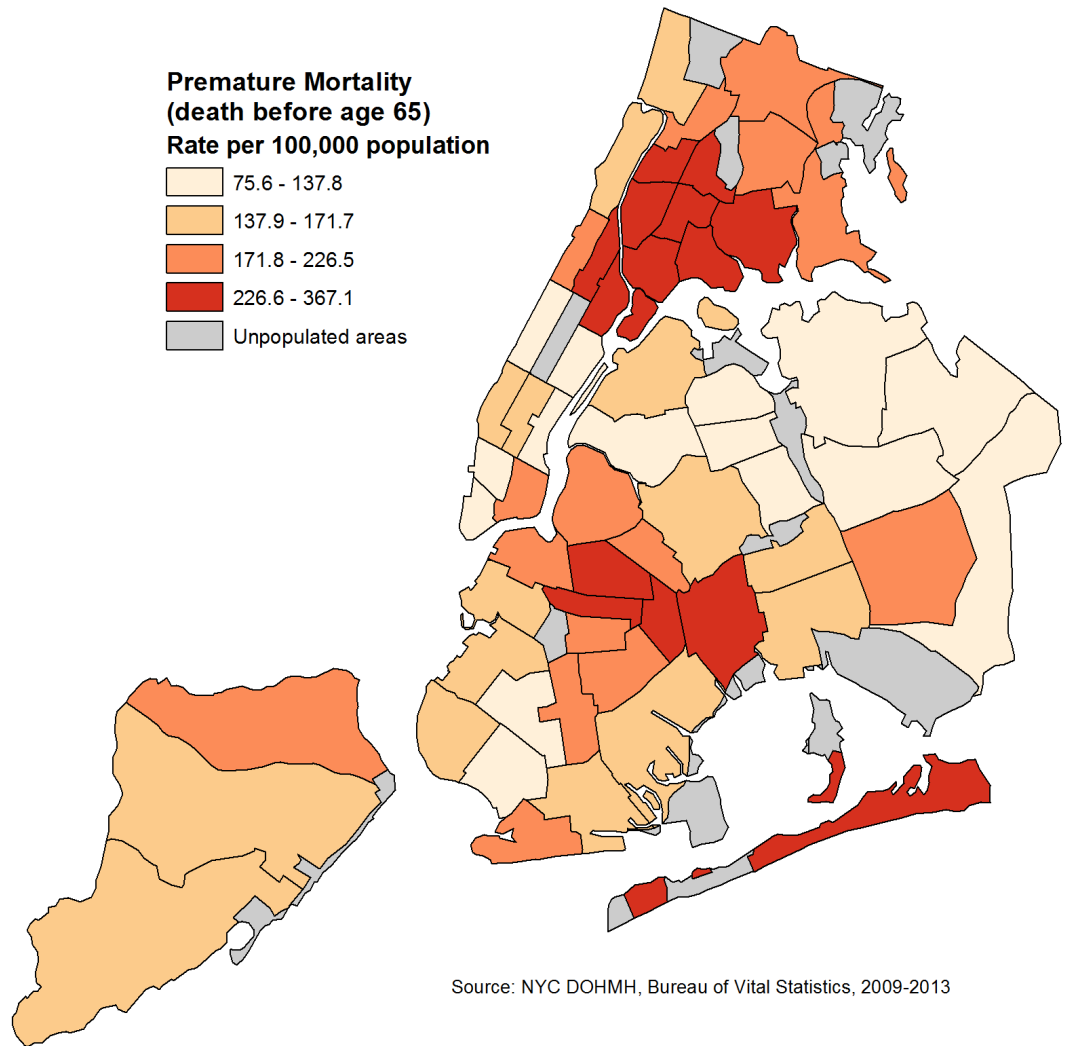 Premature Mortality
(death before age 65)
Rate per 100,000 population
75.6 - 137.8
137.9 - 171.7
171.8 - 226.5
226.6 - 367.1
Unpopulated areas
Source: NYC DOHMH, Bureau of Vital Statistics, 2009-2013